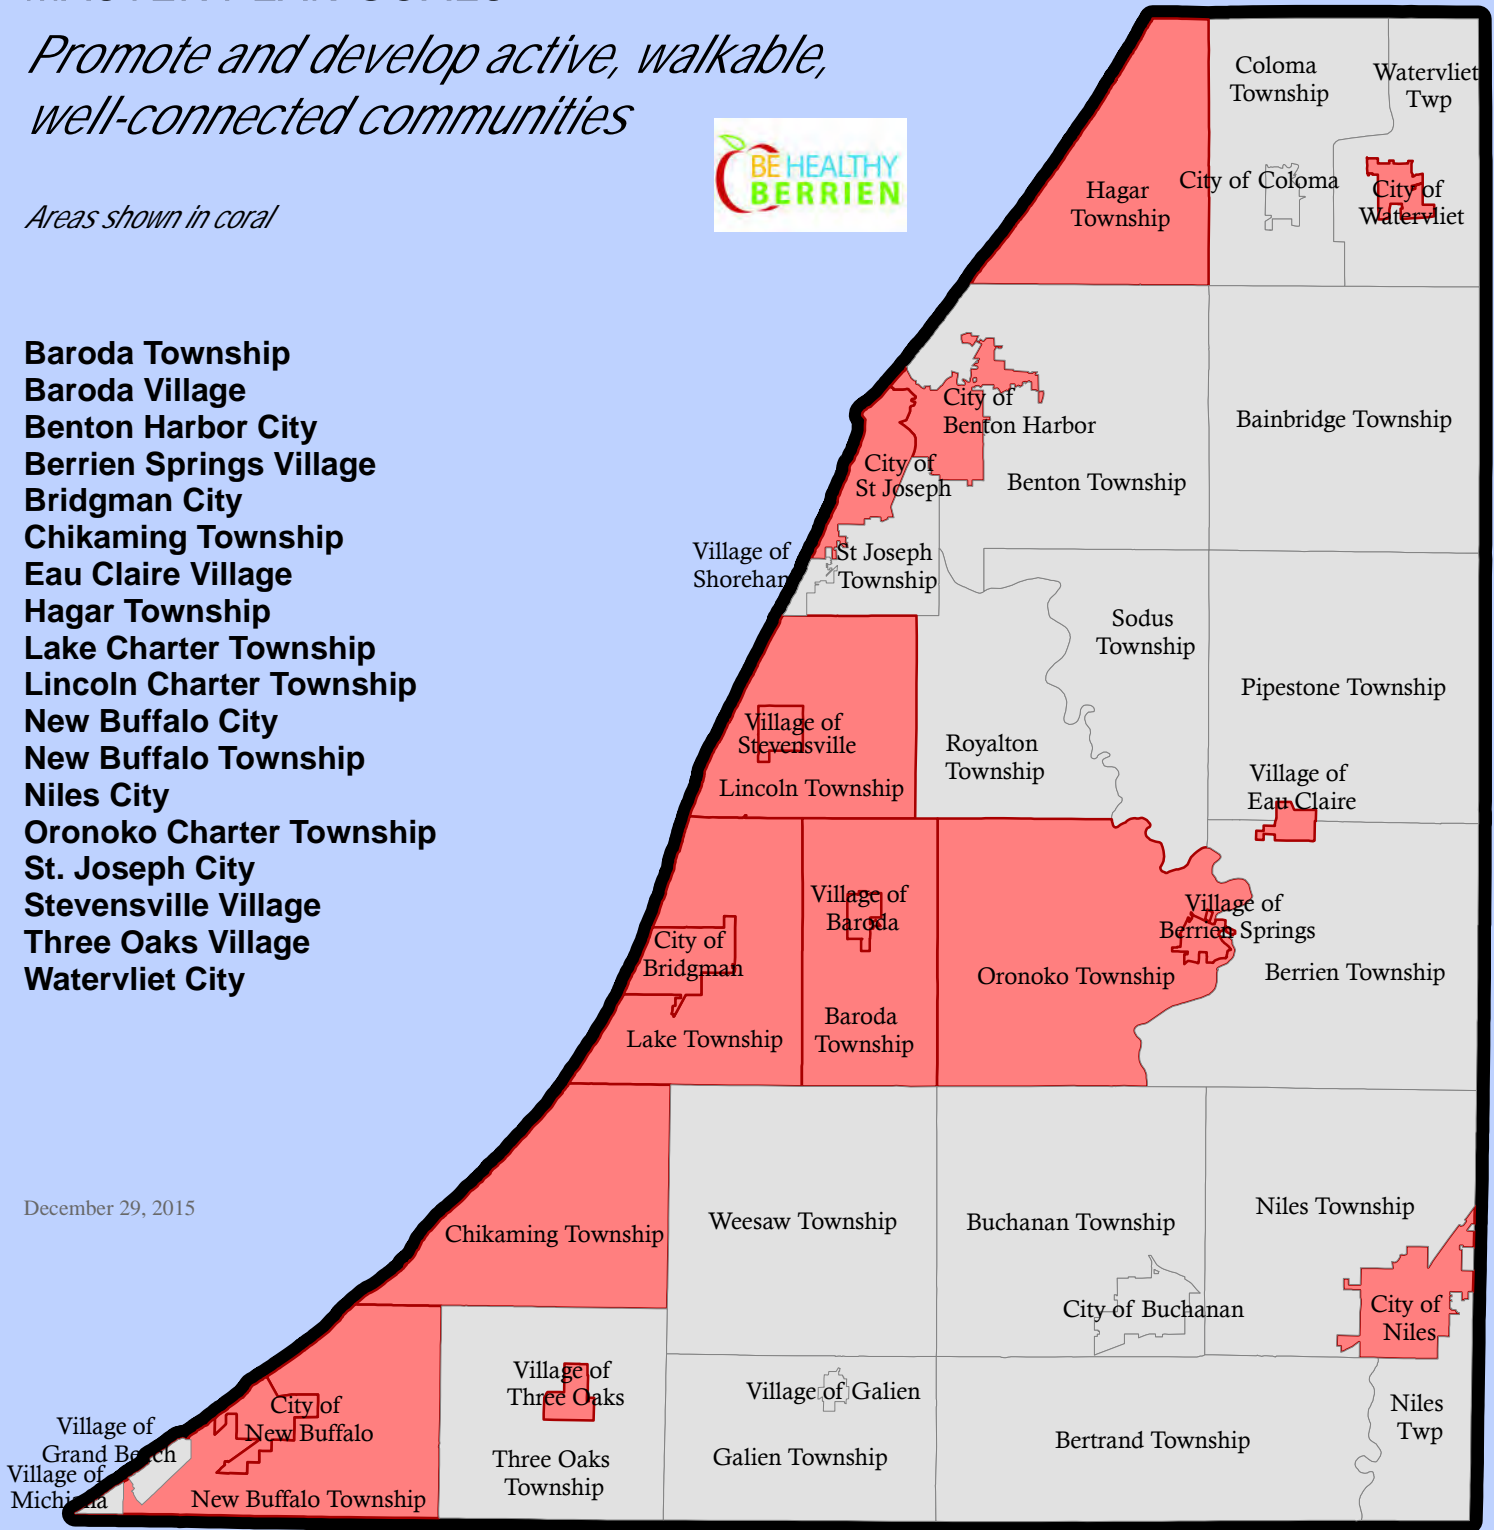 Promote and develop active, walkable,
well-connected communities
BE HEALTHY
BERRIEN
Areas shown in coral
Baroda Township
Baroda Village
Benton Harbor City
Berrien Springs Village
Bridgman City
Chikaming Township
Eau Claire Village
Hagar Township
Lake Charter Township
Lincoln Charter Township
New Buffalo City
New Buffalo Township
Niles City
Oronoko Charter Township
St. Joseph City
Stevensville Village
Three Oaks Village
Watervliet City
December 29, 2015
Coloma
Township
Watervliet
Twp
Hagar
Township
City of Coloma
City of
Watervliet
City of
Benton Harbor
Bainbridge Township
City of
St Joseph
Benton Township
Village of
Shoreham
St Joseph
Township
Sodus
Township
Pipestone Township
Village of
Stevensville
Lincoln Township
Royalton
Township
Village of
Eau Claire
Village of
Baroda
Village of
Berrien Springs
City of
Bridgman
Oronoko Township
Berrien Township
Lake Township
Baroda
Township
Chikaming Township
Weesaw Township
Buchanan Township
Niles Township
City of Buchanan
City of
Niles
Village of
Three Oaks
Village of Galien
City of
New Buffalo
Niles
Twp
Village of
Grand Beech
Village of
Michiana
Three Oaks
Township
Galien Township
Bertrand Township
New Buffalo Township